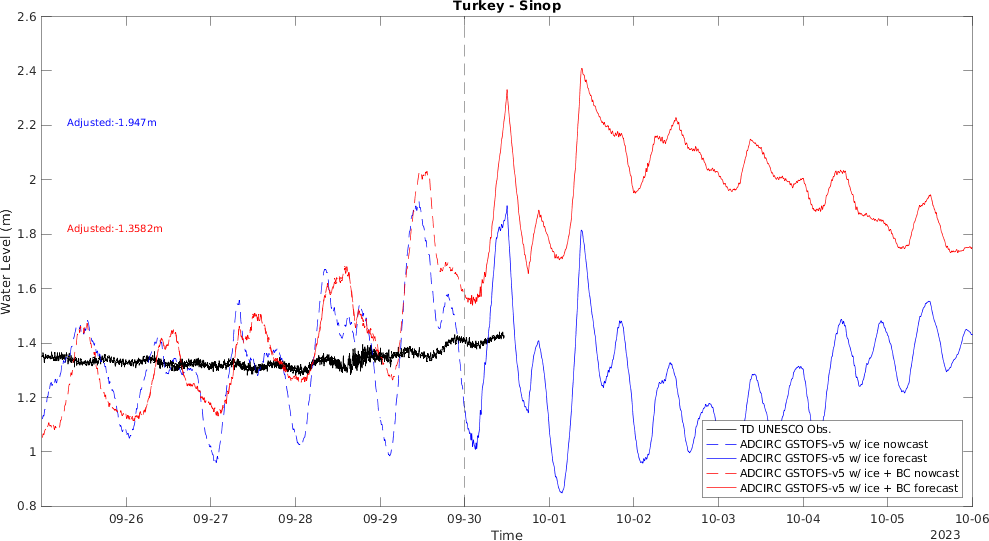 Turkey - Sinop
2.6
2.4
2.2
2
1.8
1.6
1.4
1.2
1
0.8
Water Level (m)
Adjusted:-1.947m
Adjusted:-1.3582m
TD UNESCO Obs.
ADCIRC GSTOFS-v5 w/ ice nowcast
ADCIRC GSTOFS-v5 w/ ice forecast
ADCIRC GSTOFS-v5 w/ ice + BC nowcast
ADCIRC GSTOFS-v5 w/ ice + BC forecast
09-26 09-27 09-28 09-29 09-30 10-01 10-02 10-03 10-04 10-05 10-06
Time
2023